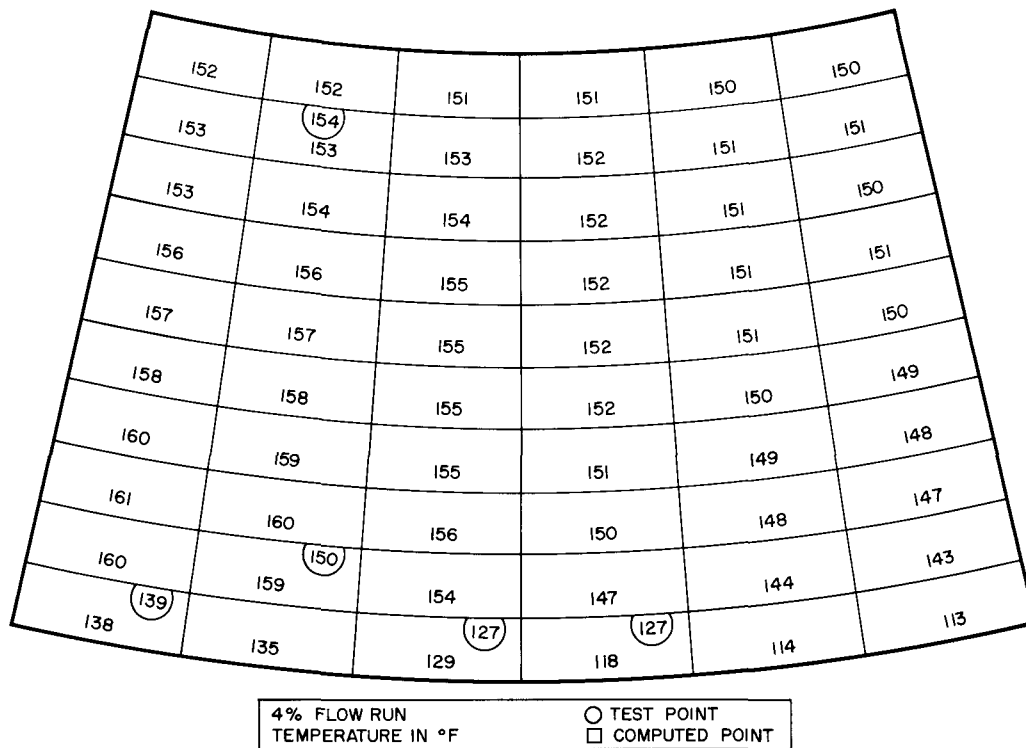 152 152 151 151 150 150
154
153 153 153 152 151 151
153 154 154 152 151 150
156 156 155 152 151 151
157 157 155 152 151 150
158 158 155 152 150 149
160 159 155 151 149 148
161 160 156 150 148 147
150
160 159 154 147 144 143
139 127 127
138 135 129 118 114 113
4% FLOW RUN TEST POINT
TEMPERATURE IN °F COMPUTED POINT